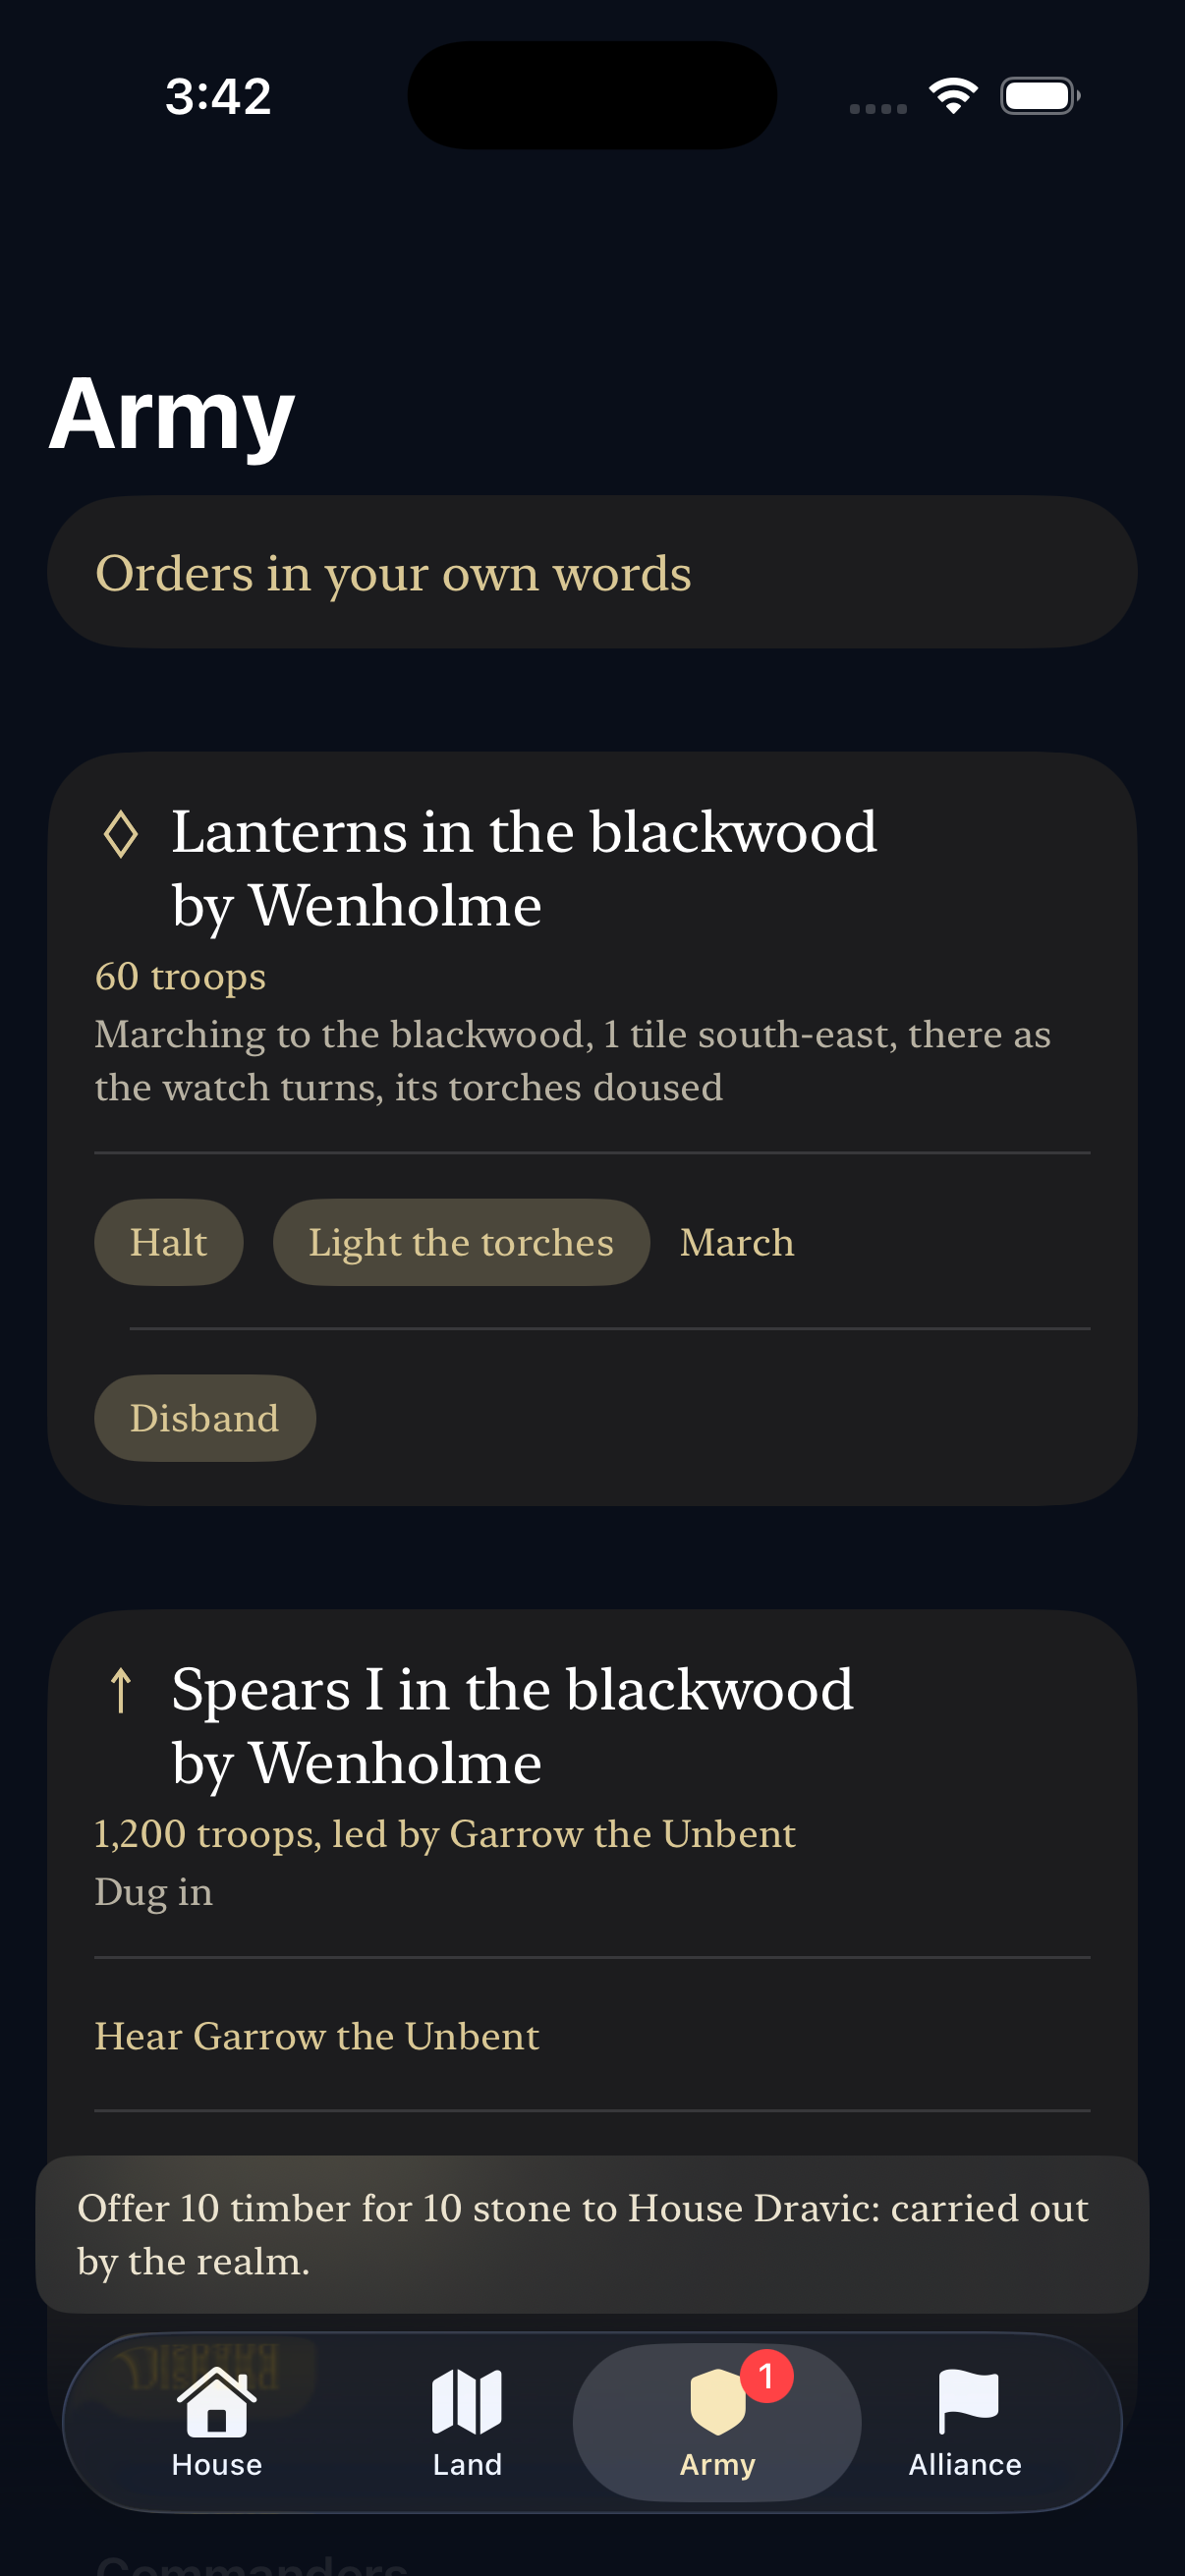 3:42
Army
Orders in your own words
Lanterns in the blackwood
by Wenholme
60 troops
Marching to the blackwood, 1 tile south-east, there as
the watch turns, its torches doused
Halt
Light the torches
March
Disband
Spears I in the blackwood
by Wenholme
1,200 troops, led by Garrow the Unbent
Dug in
Hear Garrow the Unbent
Offer 10 timber for 10 stone to House Dravic: carried out
by the realm.
Disband
1
House
Land
Army
Alliance
Commanders